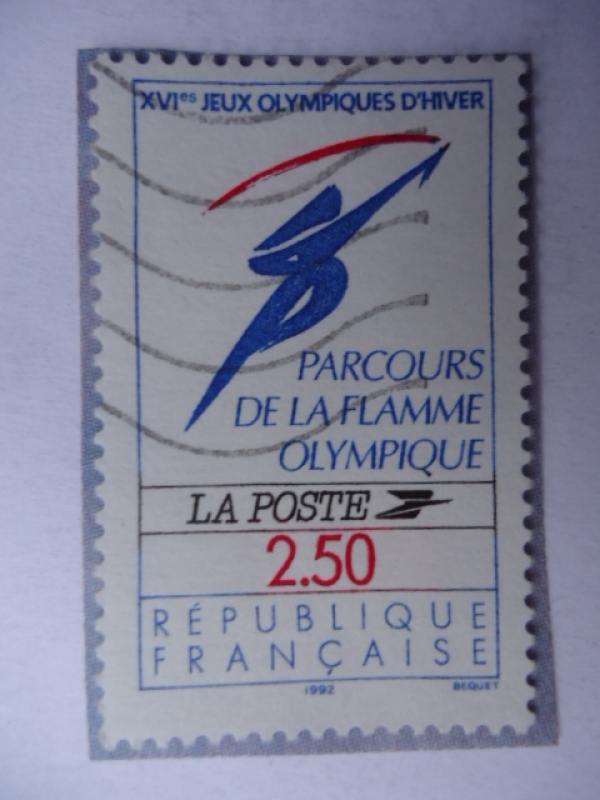 XVIes JEUX OLYMPIQUES D'HIVER
PARCOURS
DE LA FLAMME
OLYMPIQUE
LA POSTE
2.50
RÉPUBLIQUE
FRANÇAISE
1992 BEQUET